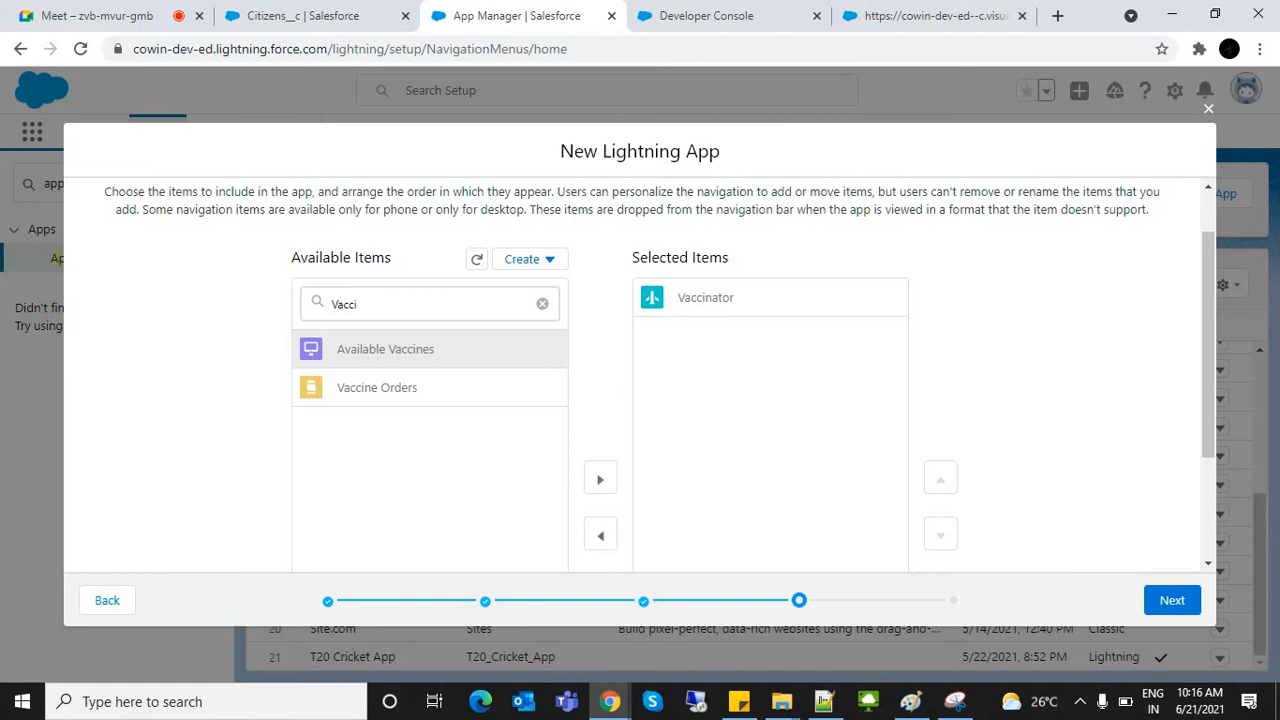 Meet – zvb-mvur-gmb
Citizens__c | Salesforce
App Manager | Salesforce
Developer Console
https://cowin-dev-ed--c.visua
cowin-dev-ed.lightning.force.com/lightning/setup/NavigationMenus/home
Search Setup
New Lightning App
app
App
Apps
Ap
Didn't fin
Try using
Choose the items to include in the app, and arrange the order in which they appear. Users can personalize the navigation to add or move items, but users can't remove or rename the items that you
add. Some navigation items are available only for phone or only for desktop. These items are dropped from the navigation bar when the app is viewed in a format that the item doesn't support.
Available Items
Create
Selected Items
Vacci
Vaccinator
Available Vaccines
Vaccine Orders
Back
Next
20 Site.com Sites Build pixel-perfect, data-rich websites using the drag-and-... 5/14/2021, 12:40 PM Classic
21 T20 Cricket App T20_Cricket_App 5/22/2021, 8:52 PM Lightning
Type here to search
26°C
ENG
IN
10:16 AM
6/21/2021